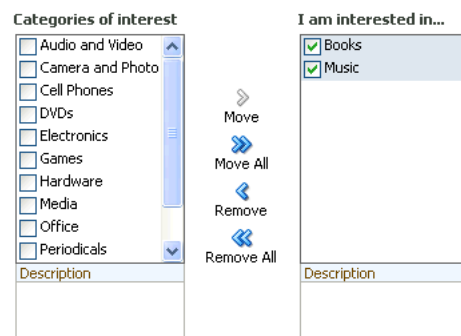 Categories of interest
Audio and Video
Camera and Photo
Cell Phones
DVDs
Electronics
Games
Hardware
Media
Office
Periodicals
Description
Move
Move All
Remove
Remove All
I am interested in...
Books
Music
Description